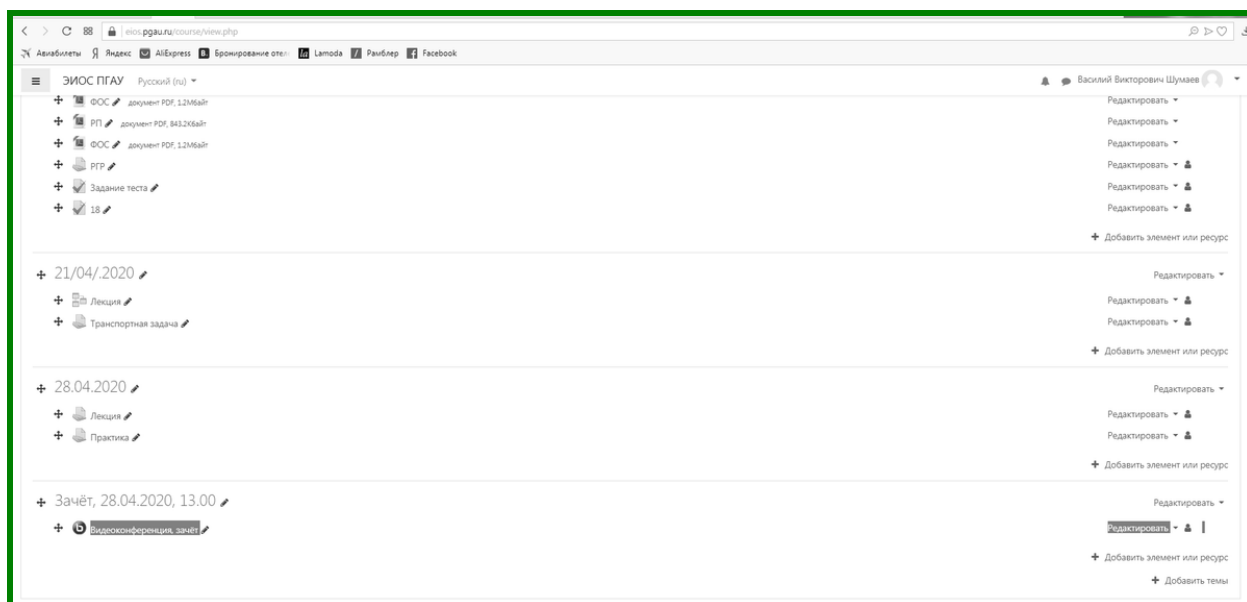 eios.pgau.ru/course/view.php
Авиабилеты Яндекс AliExpress Бронирование отел Lamoda Рамблер Facebook
ЭИОС ПГАУ Русский (ru) Василий Викторович Шумаев
ФОС документ PDF, 1.2Мбайт Редактировать
РП документ PDF, 843.2Кбайт Редактировать
ФОС документ PDF, 1.2Мбайт Редактировать
РГР Редактировать
Задание теста Редактировать
18 Редактировать
Добавить элемент или ресурс
21/04/.2020 Редактировать
Лекция Редактировать
Транспортная задача Редактировать
Добавить элемент или ресурс
28.04.2020 Редактировать
Лекция Редактировать
Практика Редактировать
Добавить элемент или ресурс
Зачёт, 28.04.2020, 13.00 Редактировать
Видеоконференция, зачёт Редактировать
Добавить элемент или ресурс
Добавить темы